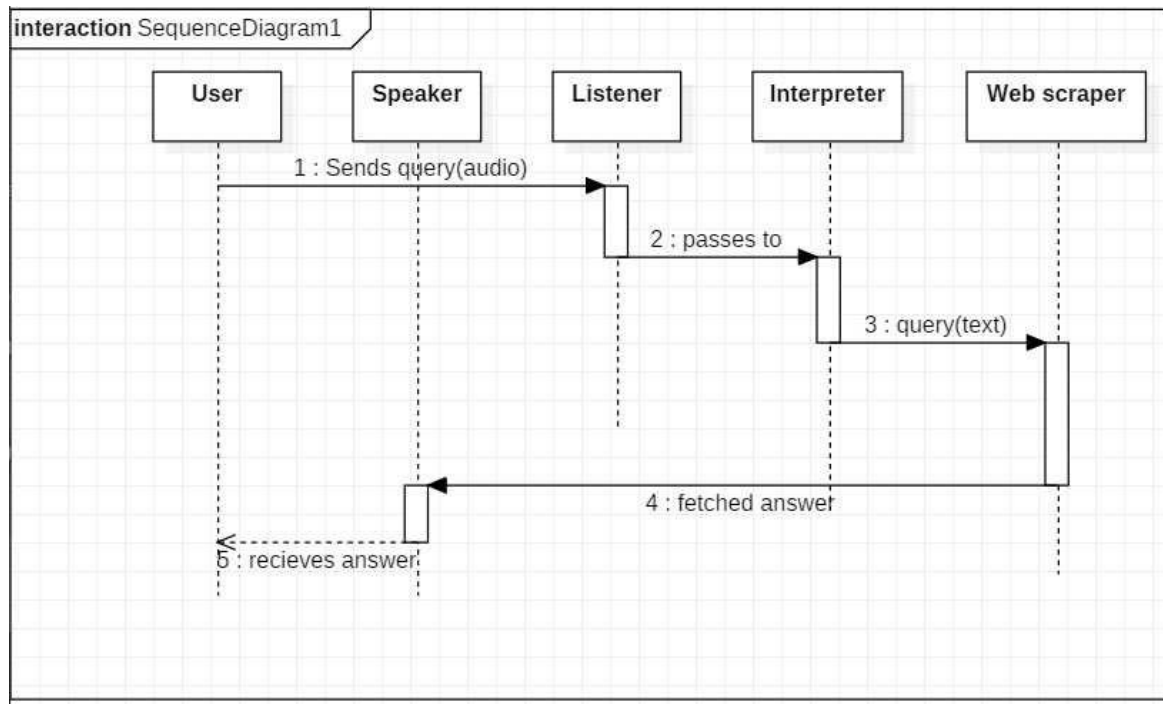 interaction SequenceDiagram1
User
Speaker
Listener
Interpreter
Web scraper
1 : Sends query(audio)
2 : passes to
3 : query(text)
4 : fetched answer
5 : recieves answer